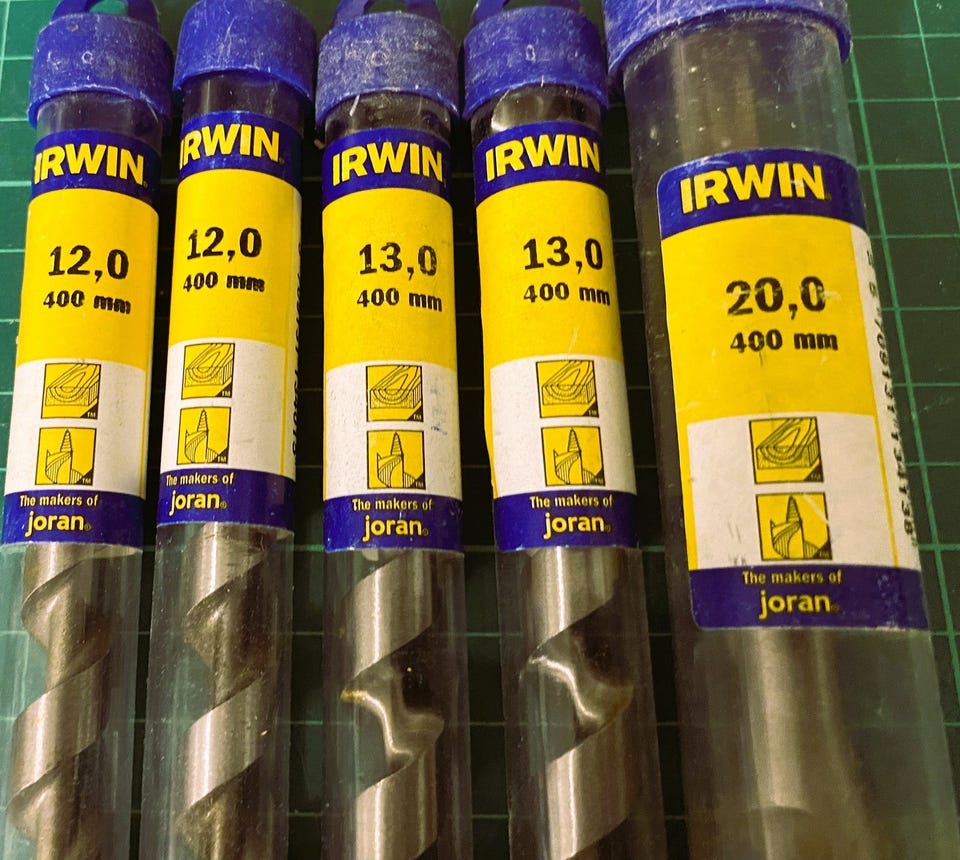 IRWIN
12,0
400 mm
The makers of
joran
IRWIN
12,0
400 mm
The makers of
joran
IRWIN
13,0
400 mm
The makers of
joran
IRWIN
13,0
400 mm
The makers of
joran
IRWIN
20,0
400 mm
The makers of
joran